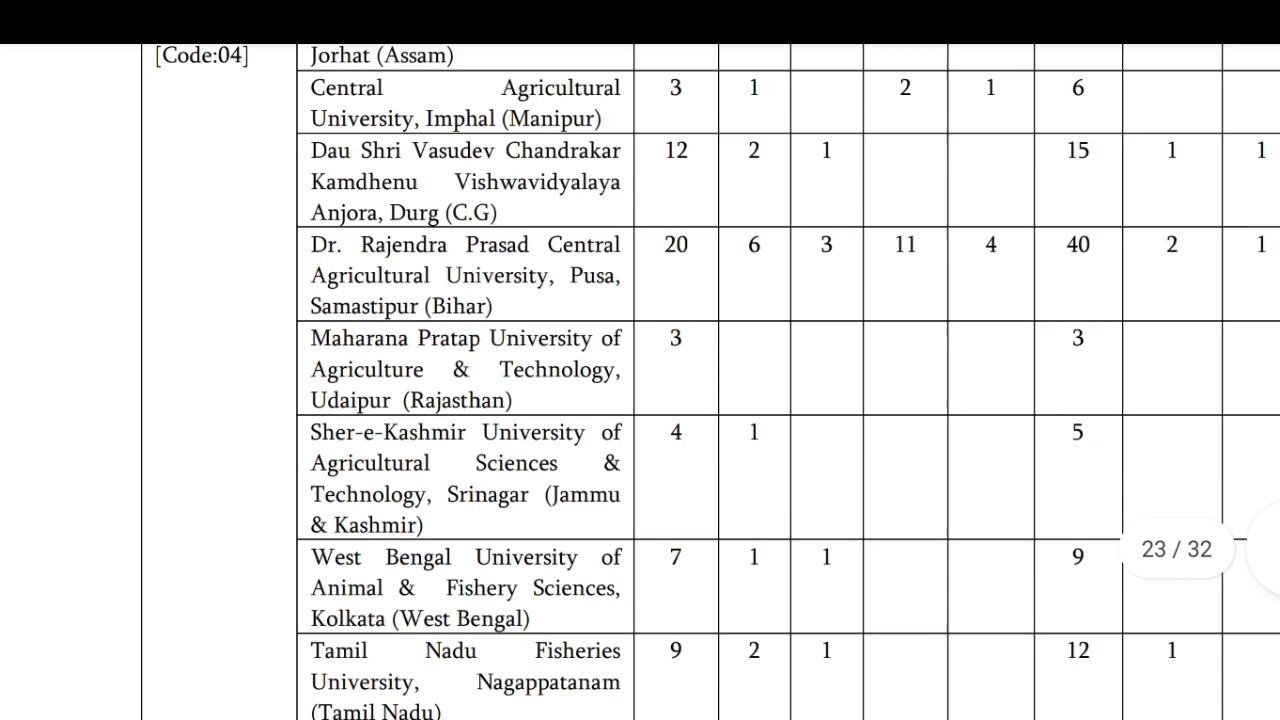 [Code:04] Jorhat (Assam)
Central Agricultural 3 1 2 1 6
University, Imphal (Manipur)
Dau Shri Vasudev Chandrakar 12 2 1 15 1 1
Kamdhenu Vishwavidyalaya
Anjora, Durg (C.G)
Dr. Rajendra Prasad Central 20 6 3 11 4 40 2 1
Agricultural University, Pusa,
Samastipur (Bihar)
Maharana Pratap University of 3 3
Agriculture & Technology,
Udaipur (Rajasthan)
Sher-e-Kashmir University of 4 1 5
Agricultural Sciences &
Technology, Srinagar (Jammu
& Kashmir)
23 / 32
West Bengal University of 7 1 1 9
Animal & Fishery Sciences,
Kolkata (West Bengal)
Tamil Nadu Fisheries 9 2 1 12 1
University, Nagappatanam
(Tamil Nadu)